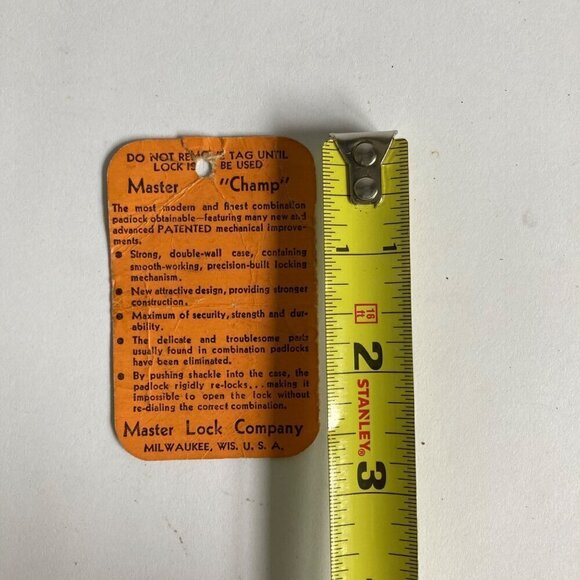 DO NOT REMOVE TAG UNTIL
LOCK IS BE USED
Master "Champ"
The most modern and finest combination
padlock obtainable—featuring many new and
advanced PATENTED mechanical improve-
ments.
● Strong, double-wall case, containing
smooth-working, precision-built locking
mechanism.
● New attractive design, providing stronger
construction.
● Maximum of security, strength and dur-
ability.
● The delicate and troublesome parts
usually found in combination padlocks
have been eliminated.
● By pushing shackle into the case, the
padlock rigidly re-locks...making it
impossible to open the lock without
re-dialing the correct combination.
Master Lock Company
MILWAUKEE, WIS. U. S. A.
1 1
16 ft
2
STANLEY®
3